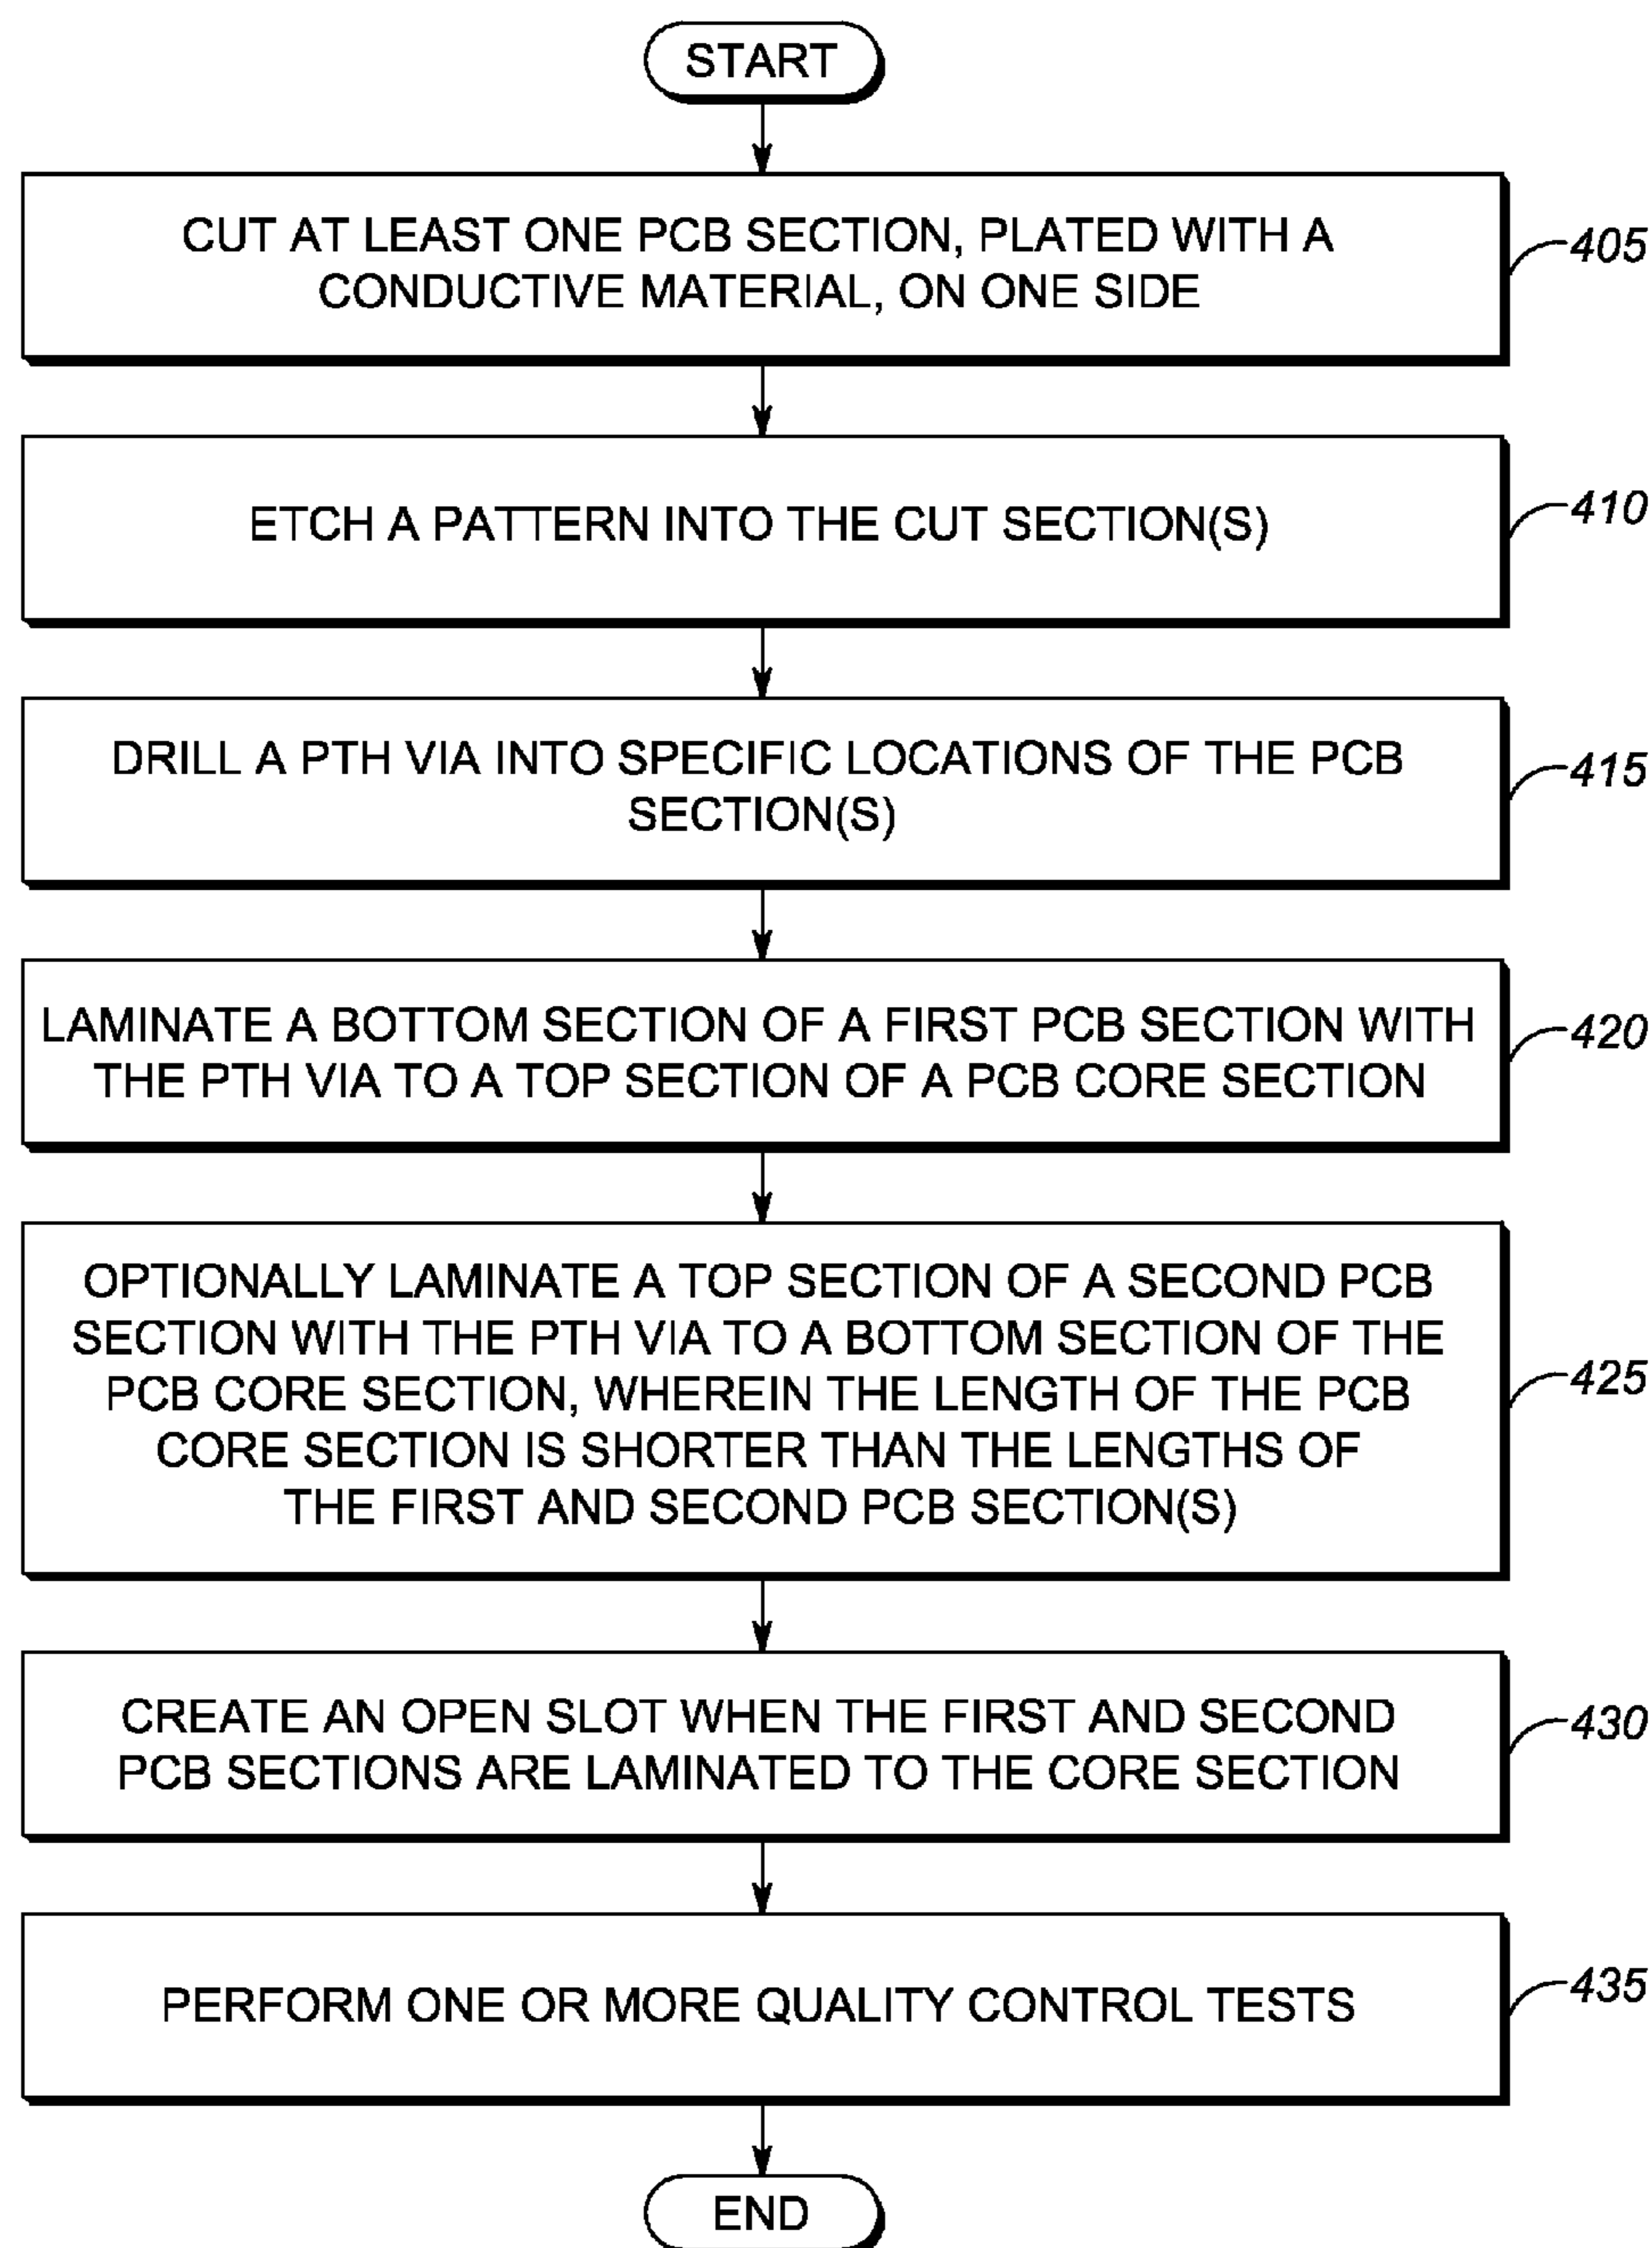 START
CUT AT LEAST ONE PCB SECTION, PLATED WITH A
CONDUCTIVE MATERIAL, ON ONE SIDE
405
ETCH A PATTERN INTO THE CUT SECTION(S)
410
DRILL A PTH VIA INTO SPECIFIC LOCATIONS OF THE PCB
SECTION(S)
415
LAMINATE A BOTTOM SECTION OF A FIRST PCB SECTION WITH
THE PTH VIA TO A TOP SECTION OF A PCB CORE SECTION
420
OPTIONALLY LAMINATE A TOP SECTION OF A SECOND PCB
SECTION WITH THE PTH VIA TO A BOTTOM SECTION OF THE
PCB CORE SECTION, WHEREIN THE LENGTH OF THE PCB
CORE SECTION IS SHORTER THAN THE LENGTHS OF
THE FIRST AND SECOND PCB SECTION(S)
425
CREATE AN OPEN SLOT WHEN THE FIRST AND SECOND
PCB SECTIONS ARE LAMINATED TO THE CORE SECTION
430
PERFORM ONE OR MORE QUALITY CONTROL TESTS
435
END